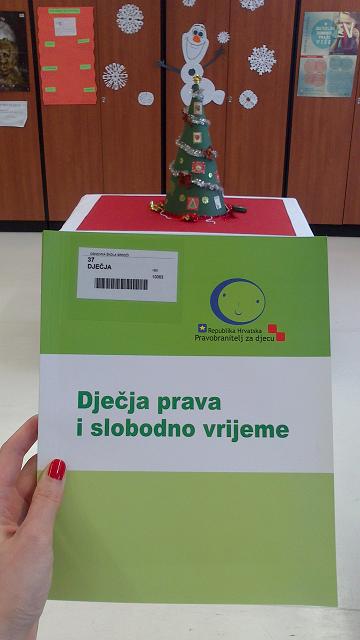 37
DJEČJA
Republika Hrvatska
Pravobranitelj za djecu
Dječja prava
i slobodno vrijeme